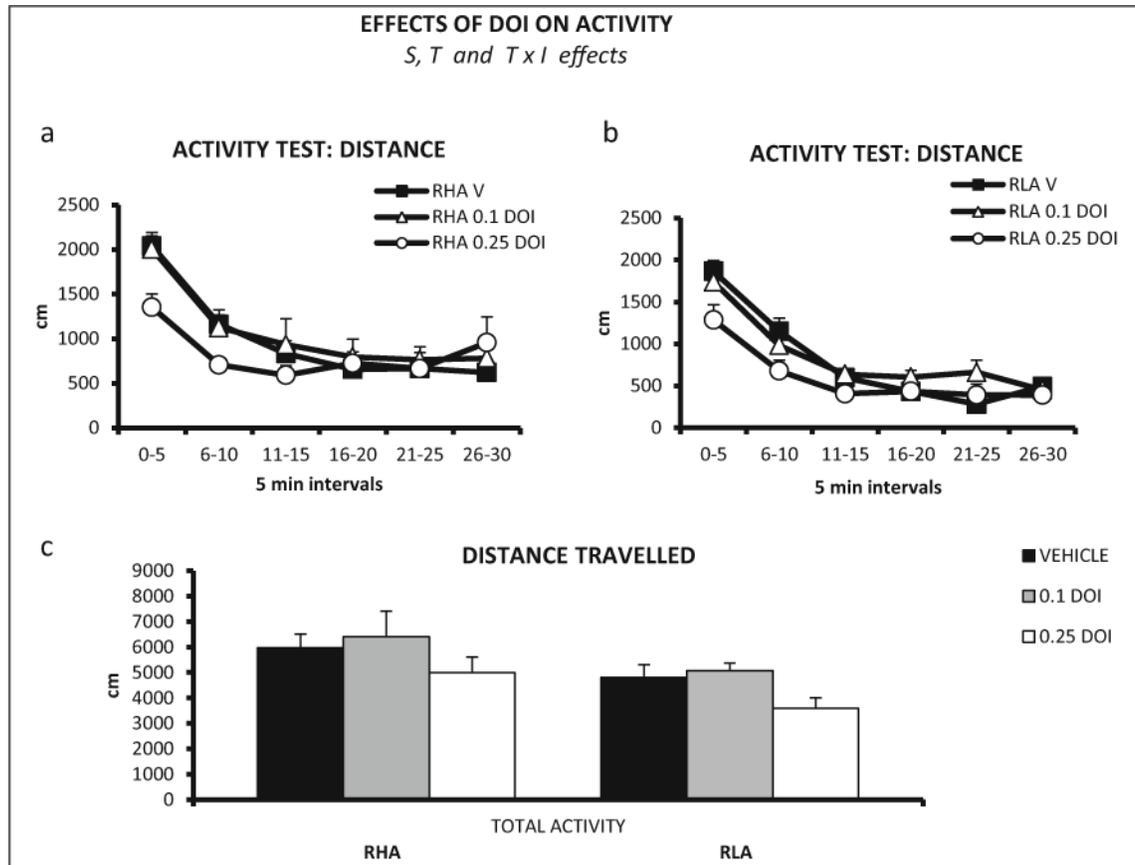 EFFECTS OF DOI ON ACTIVITY
S, T and T x I effects
a
ACTIVITY TEST: DISTANCE
RHA V
RHA 0.1 DOI
RHA 0.25 DOI
2500
2000
1500
1000
500
0
cm
0-5 6-10 11-15 16-20 21-25 26-30
5 min intervals
b
ACTIVITY TEST: DISTANCE
RLA V
RLA 0.1 DOI
RLA 0.25 DOI
2500
2000
1500
1000
500
0
cm
0-5 6-10 11-15 16-20 21-25 26-30
5 min intervals
c
DISTANCE TRAVELLED
VEHICLE
0.1 DOI
0.25 DOI
9000
8000
7000
6000
5000
4000
3000
2000
1000
0
cm
TOTAL ACTIVITY
RHA RLA